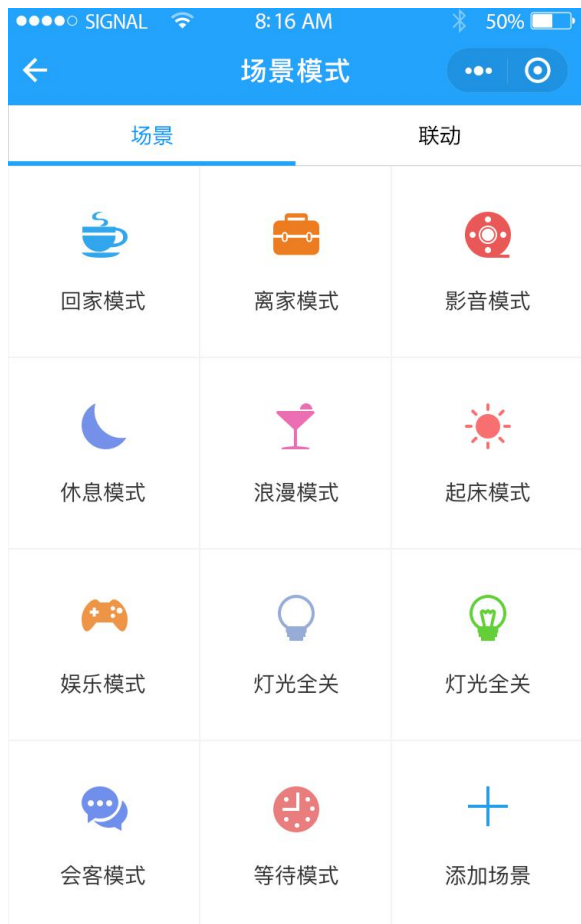 SIGNAL 8:16 AM 50%
场景模式
场景 联动
回家模式 离家模式 影音模式
休息模式 浪漫模式 起床模式
娱乐模式 灯光全关 灯光全关
会客模式 等待模式 添加场景